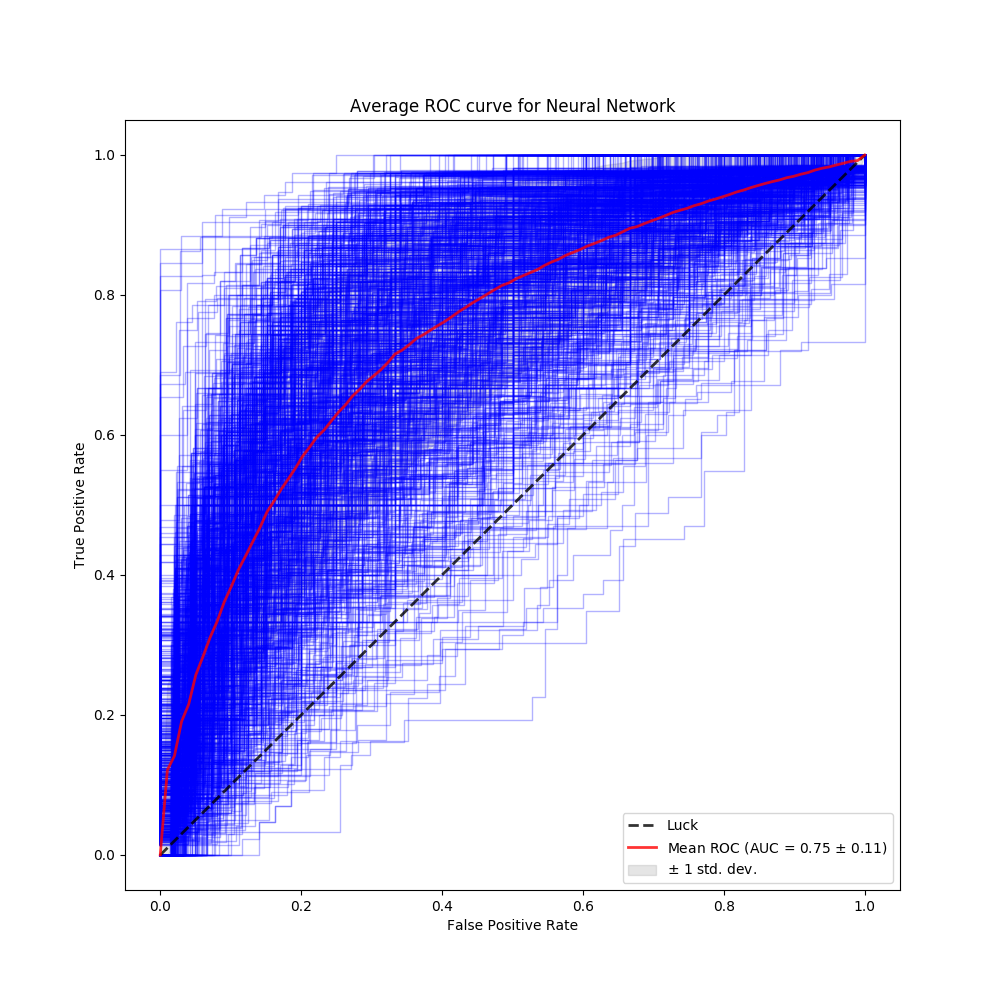 Average ROC curve for Neural Network
True Positive Rate
1.0
0.8
0.6
0.4
0.2
0.0
0.0 0.2 0.4 0.6 0.8 1.0
False Positive Rate
Luck
Mean ROC (AUC = 0.75 ± 0.11)
± 1 std. dev.